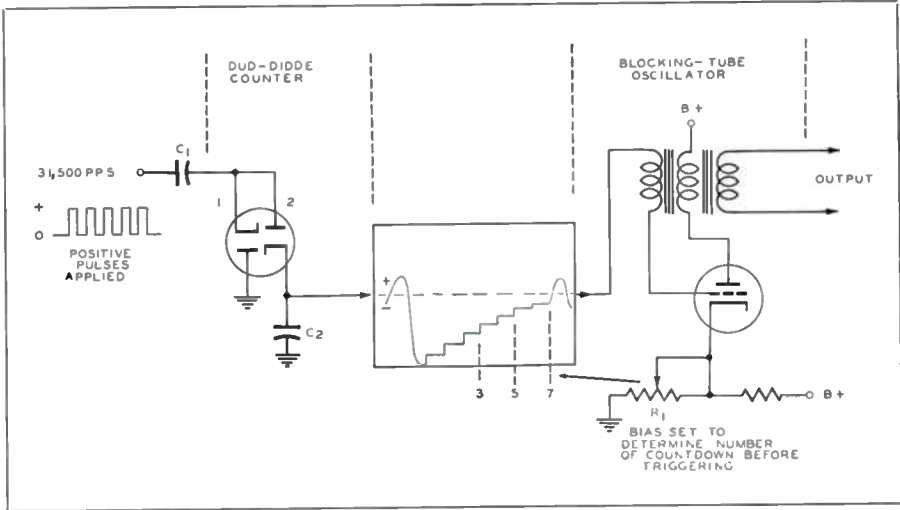 DUD-DIDDE
COUNTER
BLOCKING-TUBE
OSCILLATOR
B+
C1
31,500 PPS
1
2
+
O
POSITIVE
PULSES
APPLIED
OUTPUT
+
−
C2
3
5
7
B+
R1
BIAS SET TO
DETERMINE NUMBER
OF COUNTDOWN BEFORE
TRIGGERING